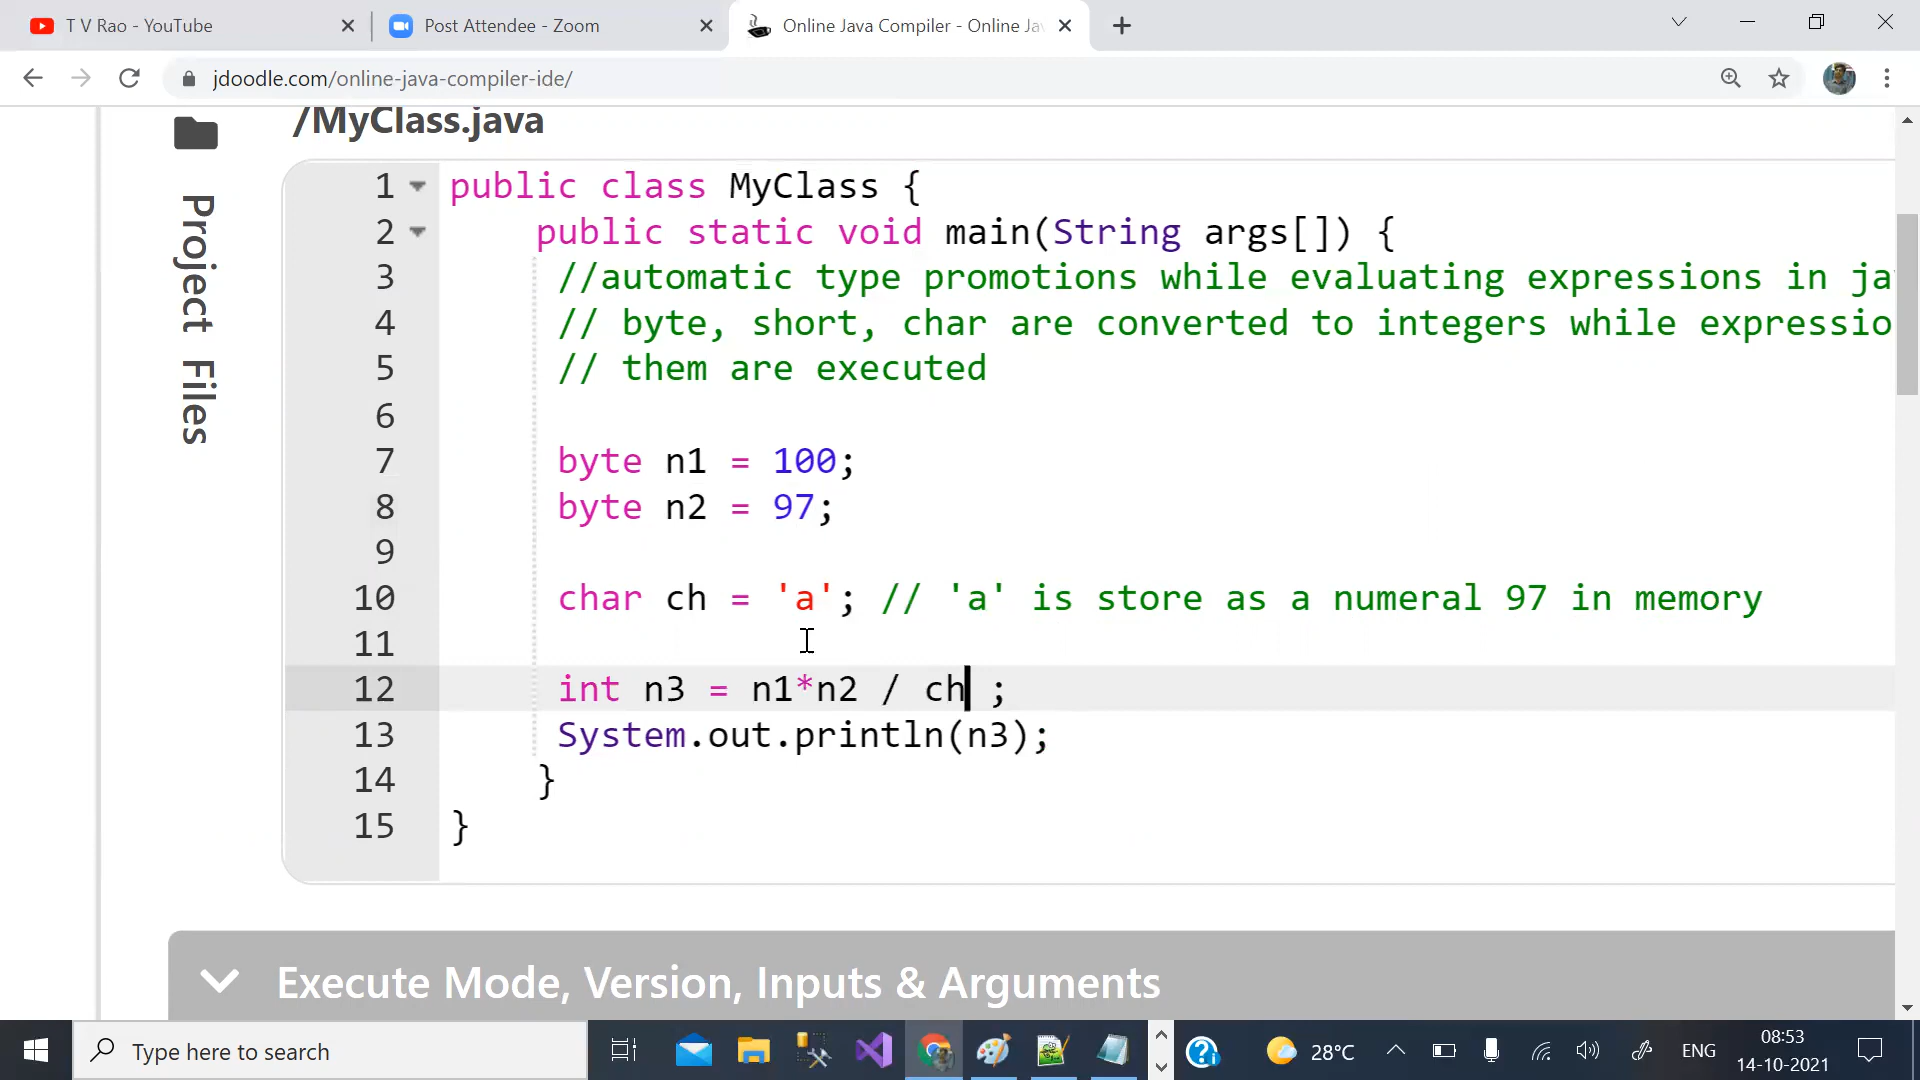 T V Rao - YouTube
Post Attendee - Zoom
Online Java Compiler - Online Ja
jdoodle.com/online-java-compiler-ide/
Project Files
/MyClass.java
1 public class MyClass {
2 public static void main(String args[]) {
3 //automatic type promotions while evaluating expressions in ja
4 // byte, short, char are converted to integers while expressio
5 // them are executed
6
7 byte n1 = 100;
8 byte n2 = 97;
9
10 char ch = 'a'; // 'a' is store as a numeral 97 in memory
11
12 int n3 = n1*n2 / ch ;
13 System.out.println(n3);
14 }
15 }
Execute Mode, Version, Inputs & Arguments
Type here to search
28°C
ENG
08:53
14-10-2021